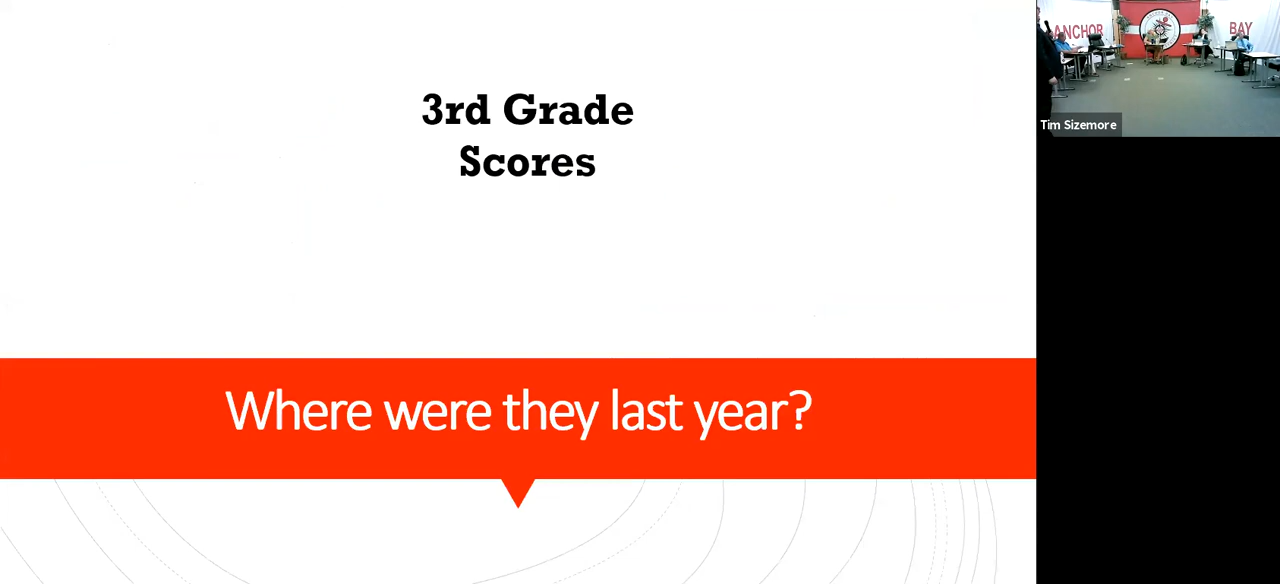 3rd Grade
Scores
Where were they last year?
ANCHOR
BAY
Tim Sizemore